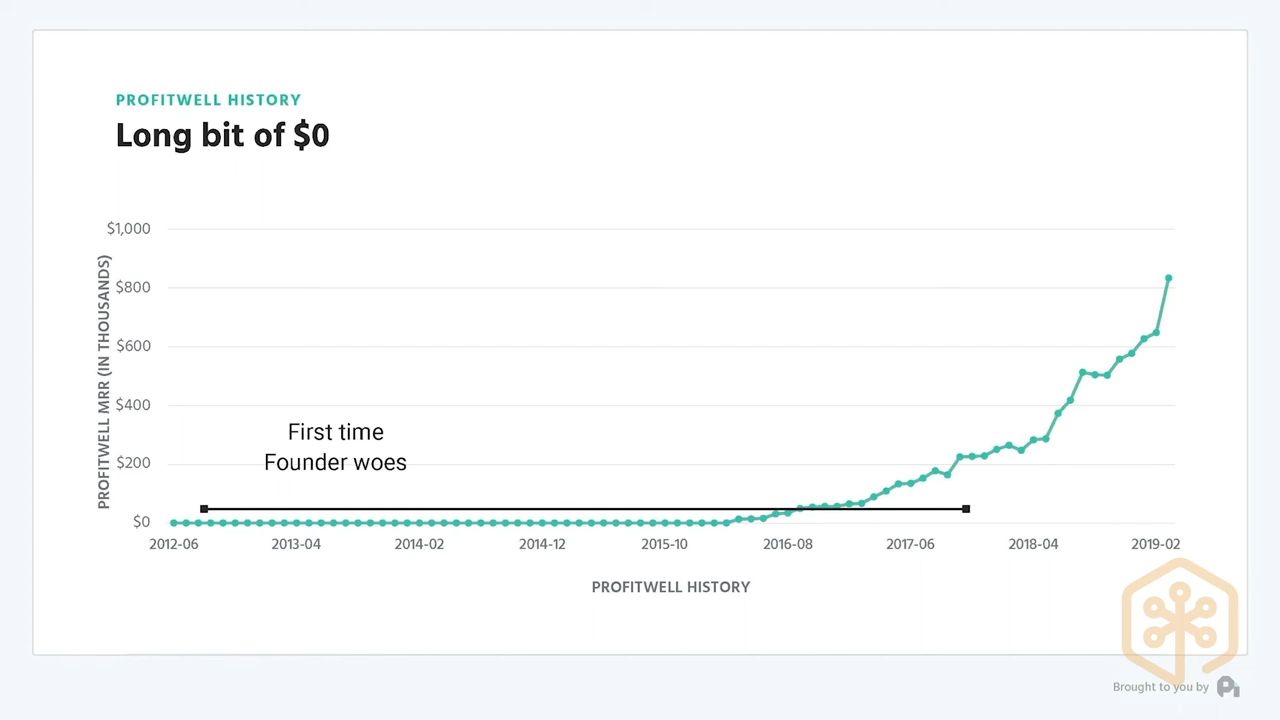 PROFITWELL HISTORY
Long bit of $0
PROFITWELL MRR (IN THOUSANDS)
$1,000
$800
$600
$400
$200
$0
First time
Founder woes
2012-06 2013-04 2014-02 2014-12 2015-10 2016-08 2017-06 2018-04 2019-02
PROFITWELL HISTORY
Brought to you by